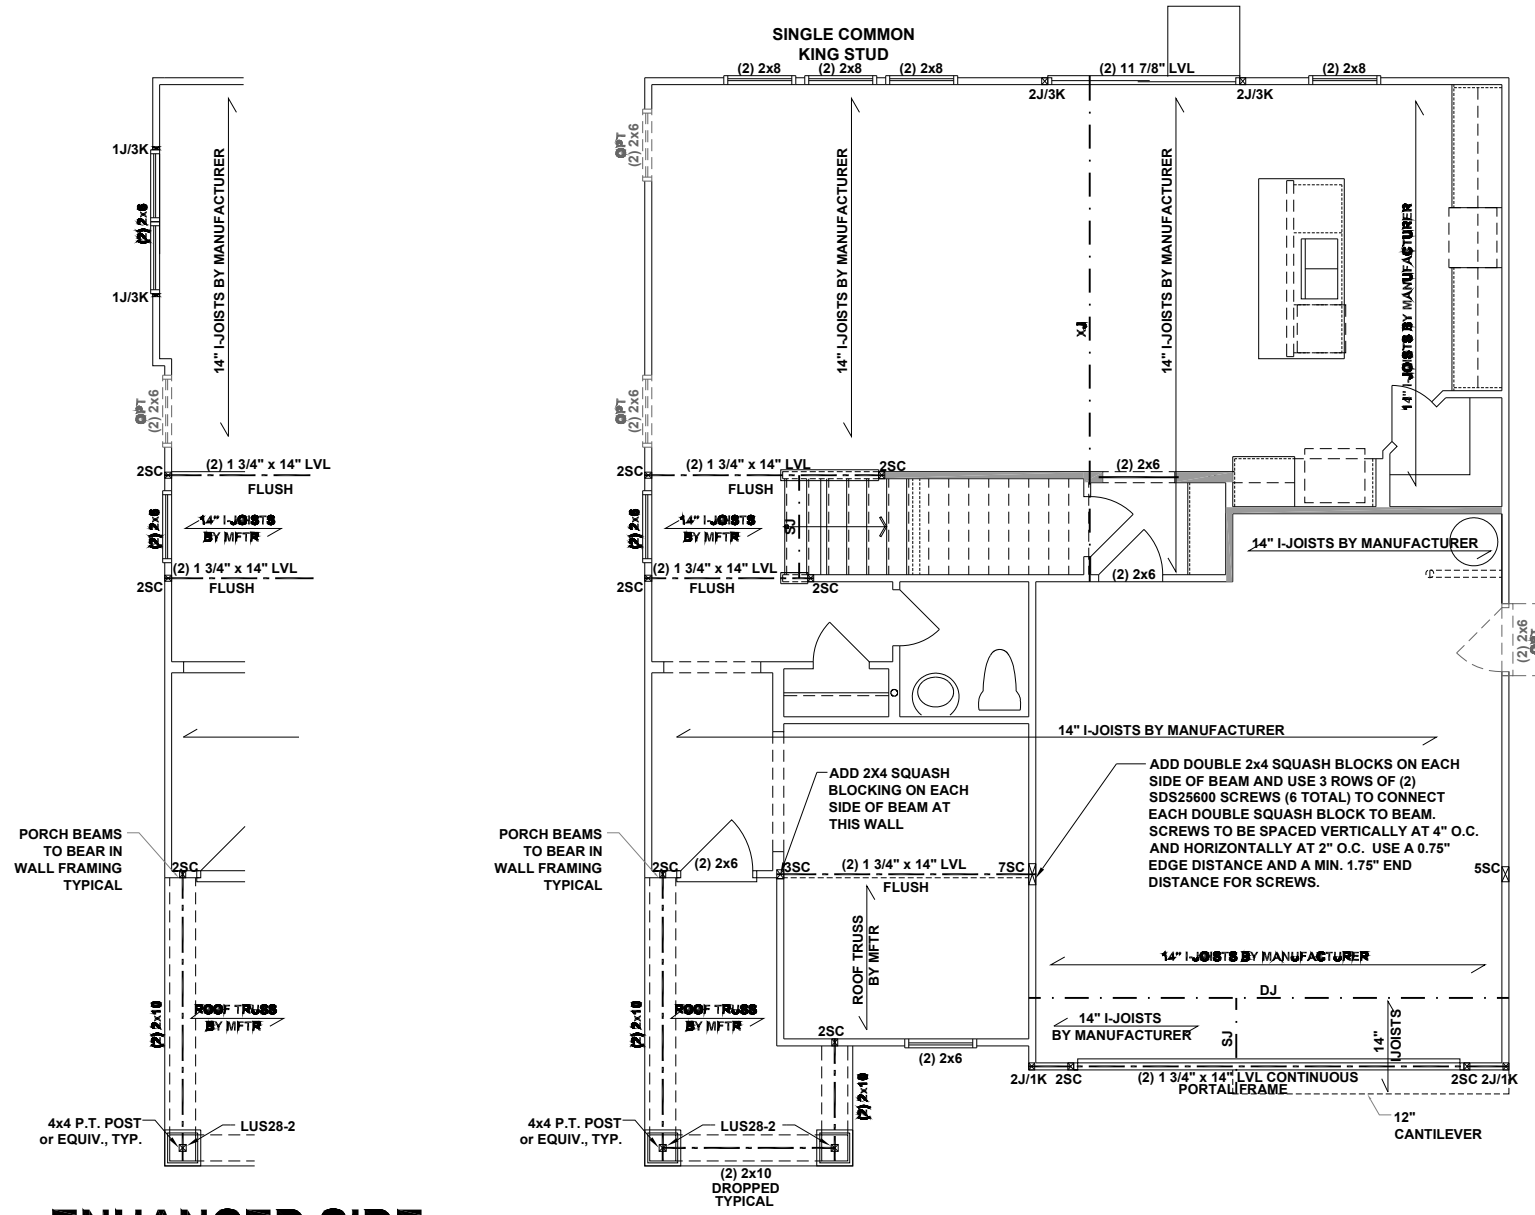 SINGLE COMMON
KING STUD
(2) 2x8
(2) 2x8
(2) 2x8
(2) 11 7/8" LVL
(2) 2x8
2J/3K
2J/3K
1J/3K
(2) 2x6
1J/3K
14" I-JOISTS BY MANUFACTURER
OPT
(2) 2x6
14" I-JOISTS BY MANUFACTURER
XJ
14" I-JOISTS BY MANUFACTURER
14" I-JOISTS BY MANUFACTURER
OPT
(2) 2x6
OPT
(2) 2x6
2SC
(2) 1 3/4" x 14" LVL
FLUSH
2SC
(2) 1 3/4" x 14" LVL
FLUSH
2SC
(2) 2x6
(2) 2x6
14" I-JOISTS
BY MFTR
(2) 2x6
14" I-JOISTS
BY MFTR
SJ
14" I-JOISTS BY MANUFACTURER
2SC
(2) 1 3/4" x 14" LVL
FLUSH
2SC
(2) 1 3/4" x 14" LVL
FLUSH
2SC
(2) 2x6
(2) 2x6
OPT
14" I-JOISTS BY MANUFACTURER
ADD 2X4 SQUASH
BLOCKING ON EACH
SIDE OF BEAM AT
THIS WALL
ADD DOUBLE 2x4 SQUASH BLOCKS ON EACH
SIDE OF BEAM AND USE 3 ROWS OF (2)
SDS25600 SCREWS (6 TOTAL) TO CONNECT
EACH DOUBLE SQUASH BLOCK TO BEAM.
SCREWS TO BE SPACED VERTICALLY AT 4" O.C.
AND HORIZONTALLY AT 2" O.C. USE A 0.75"
EDGE DISTANCE AND A MIN. 1.75" END
DISTANCE FOR SCREWS.
PORCH BEAMS
TO BEAR IN
WALL FRAMING
TYPICAL
2SC
PORCH BEAMS
TO BEAR IN
WALL FRAMING
TYPICAL
2SC
(2) 2x6
3SC
(2) 1 3/4" x 14" LVL
FLUSH
7SC
5SC
ROOF TRUSS
BY MFTR
14" I-JOISTS BY MANUFACTURER
DJ
(2) 2x10
ROOF TRUSS
BY MFTR
(2) 2x10
ROOF TRUSS
BY MFTR
2SC
(2) 2x6
14" I-JOISTS
BY MANUFACTURER
SJ
14"
IJOISTS
2J/1K
2SC
(2) 1 3/4" x 14" LVL CONTINUOUS
PORTAL FRAME
2SC
2J/1K
(2) 2x10
12"
CANTILEVER
4x4 P.T. POST
or EQUIV., TYP.
LUS28-2
4x4 P.T. POST
or EQUIV., TYP.
LUS28-2
(2) 2x10
DROPPED
TYPICAL
ENHANCED SIDE